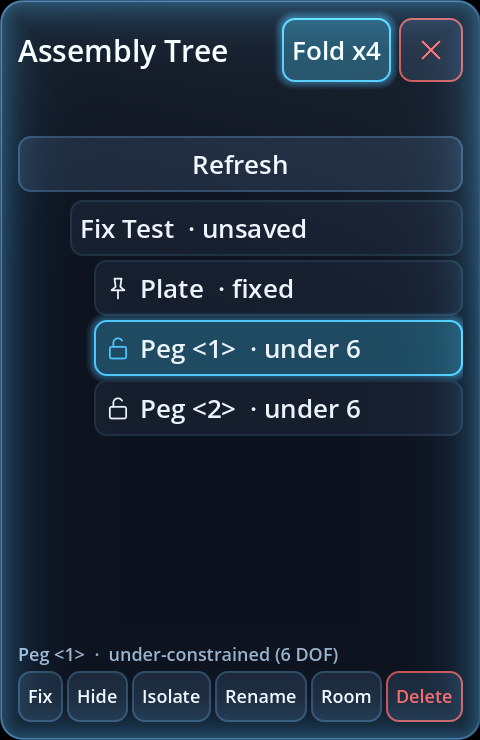 Assembly Tree
Fold x4
Refresh
Fix Test · unsaved
Plate · fixed
Peg <1> · under 6
Peg <2> · under 6
Peg <1> · under-constrained (6 DOF)
Fix Hide Isolate Rename Room Delete